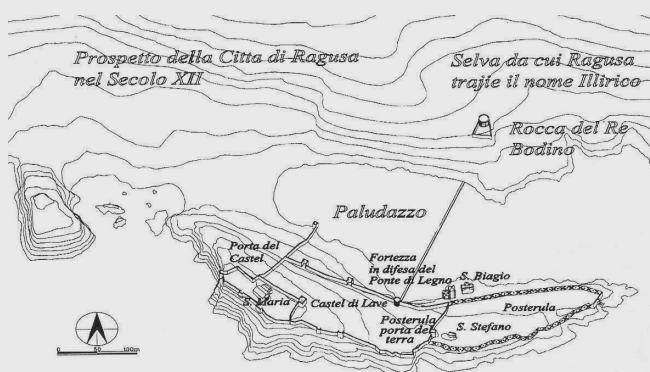 Prospetto della Citta di Ragusa
nel Secolo XII
Selva da cui Ragusa
trajie il nome Illirico
Rocca del Re
Bodino
Paludazzo
Porta del
Castel
Fortezza
in difesa del
Ponte di Legno
S. Biagio
S. Maria
Castel di Lave
Posterula
Posterula
porta del
terra
S. Stefano
0 50 100m